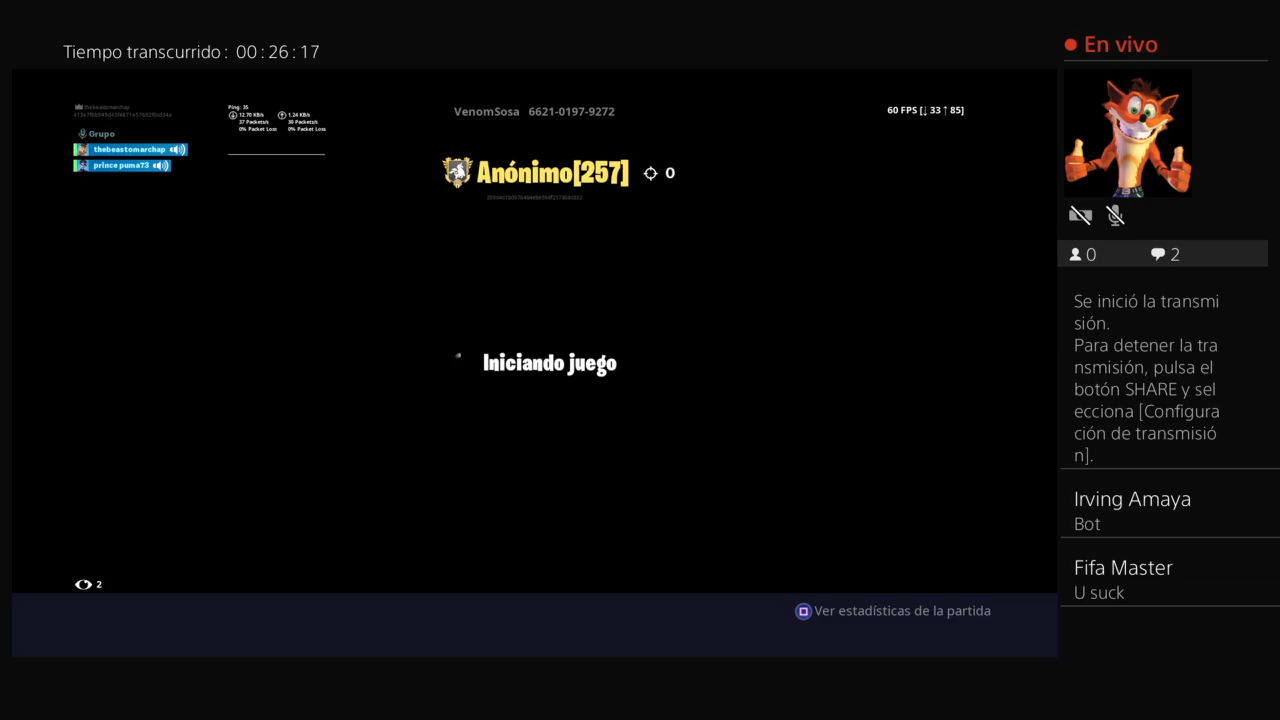 Tiempo transcurrido: 00:26:17
En vivo
thebeastomarchap
Ping: 35
12.70 KB/s 1.24 KB/s
37 Packets/s 30 Packets/s
0% Packet Loss 0% Packet Loss
VenomSosa 6621-0197-9272
60 FPS [↓ 33 ↑ 85]
Grupo
thebeastomarchap
prince puma73
Anónimo[257] 0
Iniciando juego
2
Ver estadísticas de la partida
0 2
Se inició la transmi
sión.
Para detener la tra
nsmisión, pulsa el
botón SHARE y sel
ecciona [Configura
ción de transmisió
n].
Irving Amaya
Bot
Fifa Master
U suck